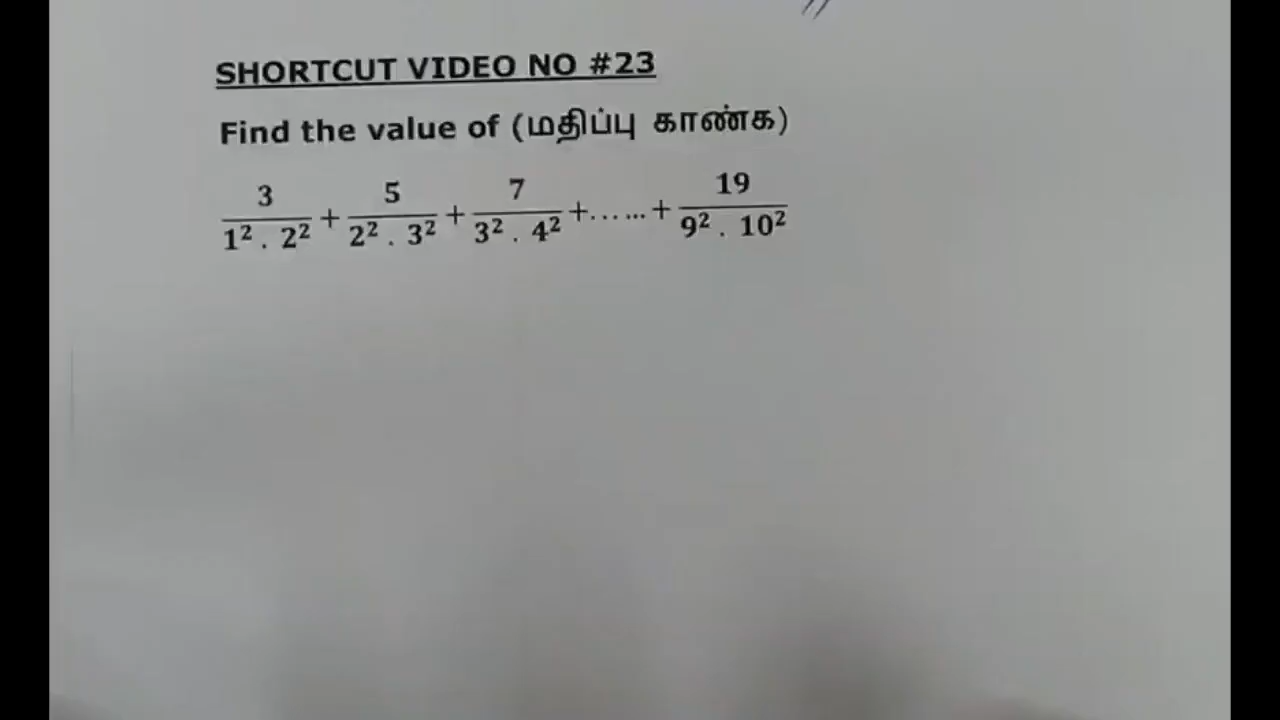 SHORTCUT VIDEO NO #23
Find the value of (மதிப்பு காண்க)
3/(1² . 2²) + 5/(2² . 3²) + 7/(3² . 4²) +......+ 19/(9² . 10²)